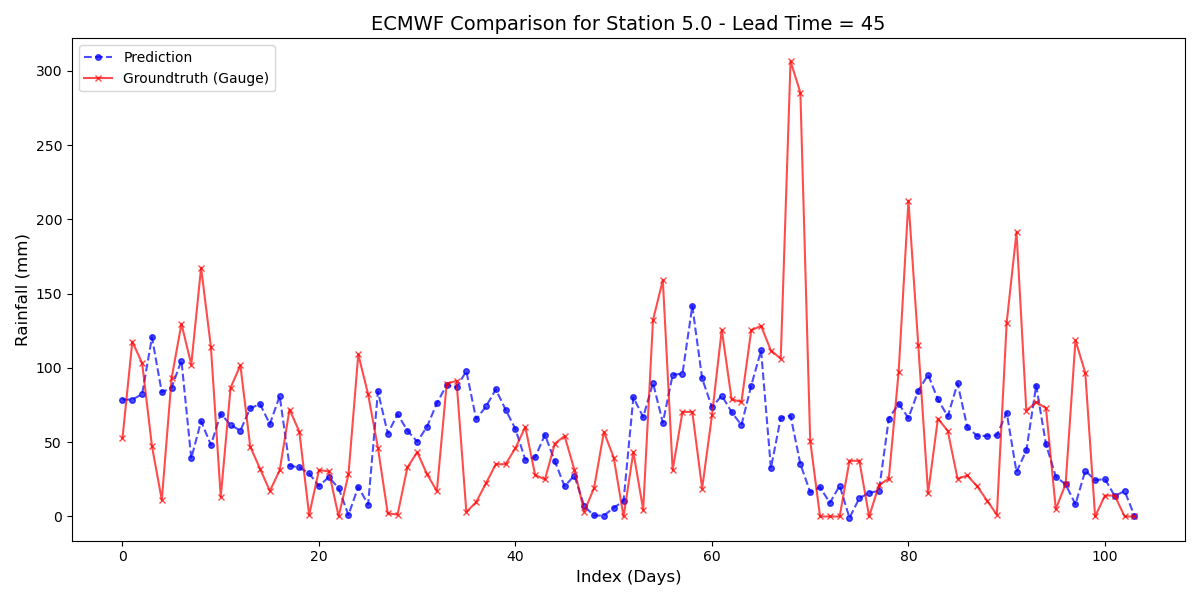 ECMWF Comparison for Station 5.0 - Lead Time = 45
Prediction
Groundtruth (Gauge)
Rainfall (mm)
300
250
200
150
100
50
0
0 20 40 60 80 100
Index (Days)